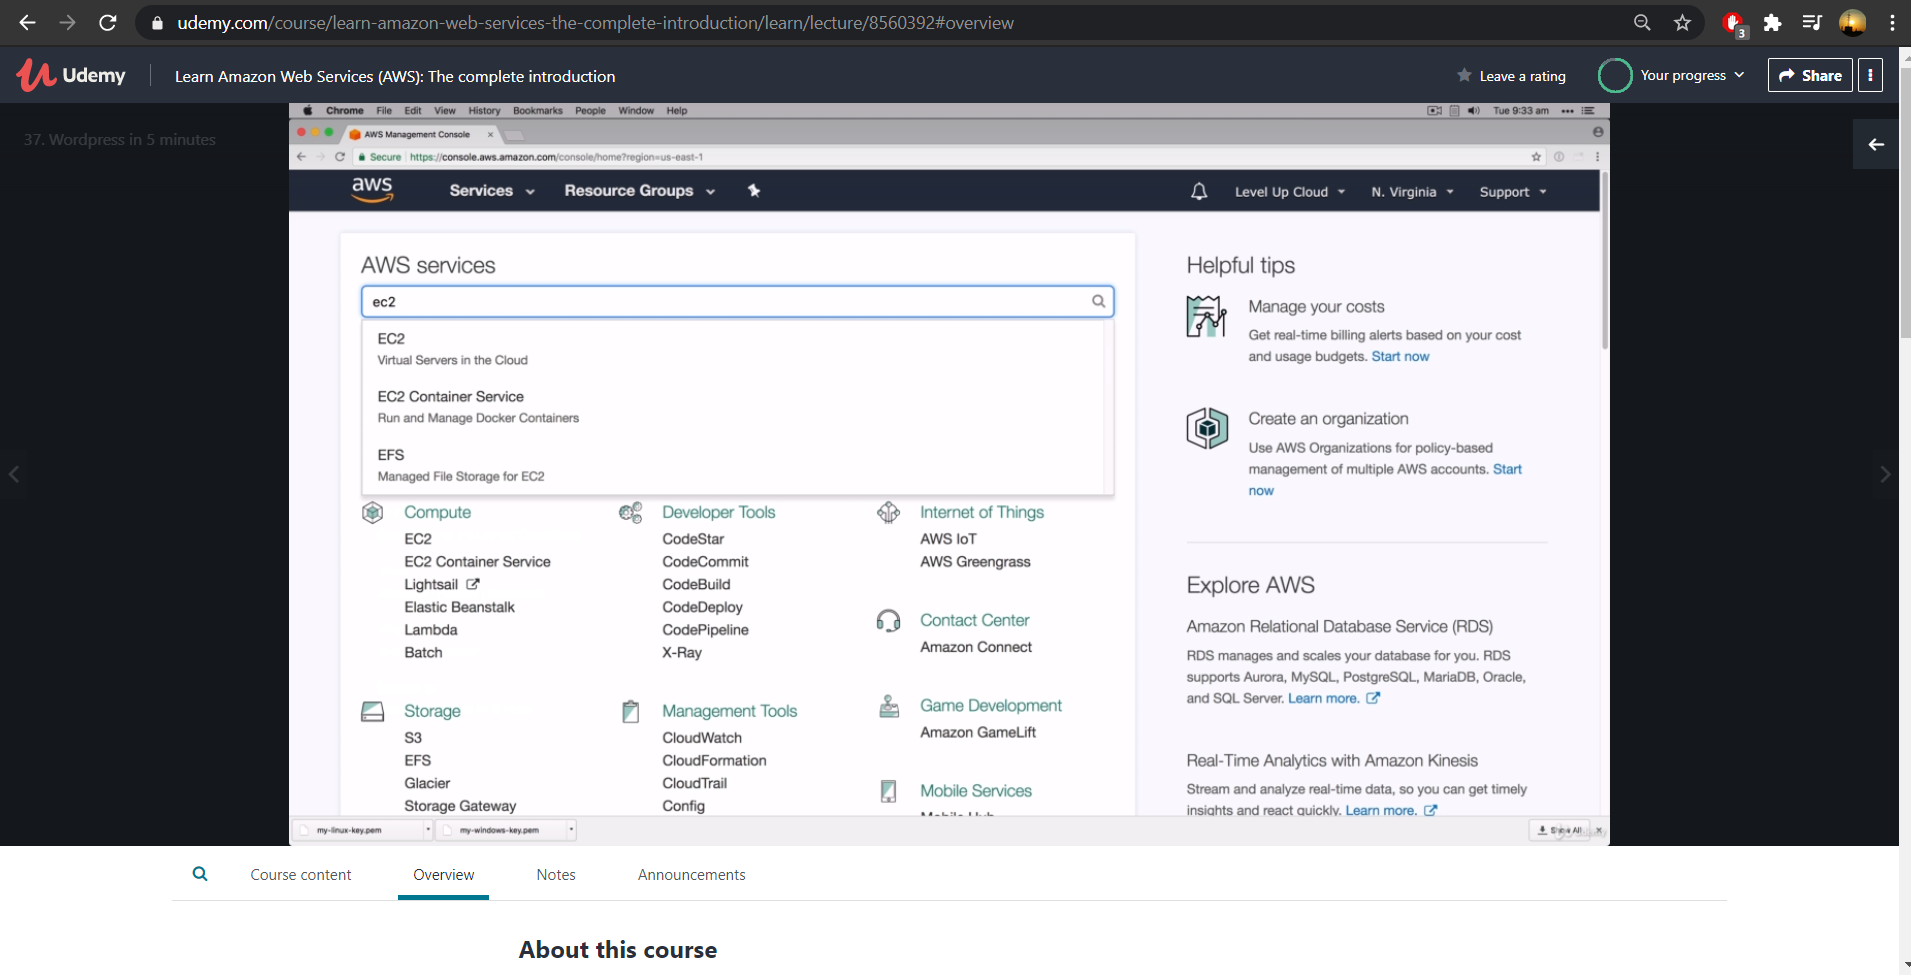 udemy.com/course/learn-amazon-web-services-the-complete-introduction/learn/lecture/8560392#overview
3
Udemy
Learn Amazon Web Services (AWS): The complete introduction
Leave a rating
Your progress
Share
37. Wordpress in 5 minutes
Chrome File Edit View History Bookmarks People Window Help
Tue 9:33 am
AWS Management Console
Secure https://console.aws.amazon.com/console/home?region=us-east-1
aws
Services
Resource Groups
Level Up Cloud
N. Virginia
Support
AWS services
ec2
EC2
Virtual Servers in the Cloud
EC2 Container Service
Run and Manage Docker Containers
EFS
Managed File Storage for EC2
Compute
EC2
EC2 Container Service
Lightsail
Elastic Beanstalk
Lambda
Batch
Storage
S3
EFS
Glacier
Storage Gateway
Developer Tools
CodeStar
CodeCommit
CodeBuild
CodeDeploy
CodePipeline
X-Ray
Management Tools
CloudWatch
CloudFormation
CloudTrail
Config
Internet of Things
AWS IoT
AWS Greengrass
Contact Center
Amazon Connect
Game Development
Amazon GameLift
Mobile Services
Mobile Hub
Helpful tips
Manage your costs
Get real-time billing alerts based on your cost
and usage budgets. Start now
Create an organization
Use AWS Organizations for policy-based
management of multiple AWS accounts. Start
now
Explore AWS
Amazon Relational Database Service (RDS)
RDS manages and scales your database for you. RDS
supports Aurora, MySQL, PostgreSQL, MariaDB, Oracle,
and SQL Server. Learn more.
Real-Time Analytics with Amazon Kinesis
Stream and analyze real-time data, so you can get timely
insights and react quickly. Learn more.
my-linux-key.pem
my-windows-key.pem
Show All
Course content
Overview
Notes
Announcements
About this course